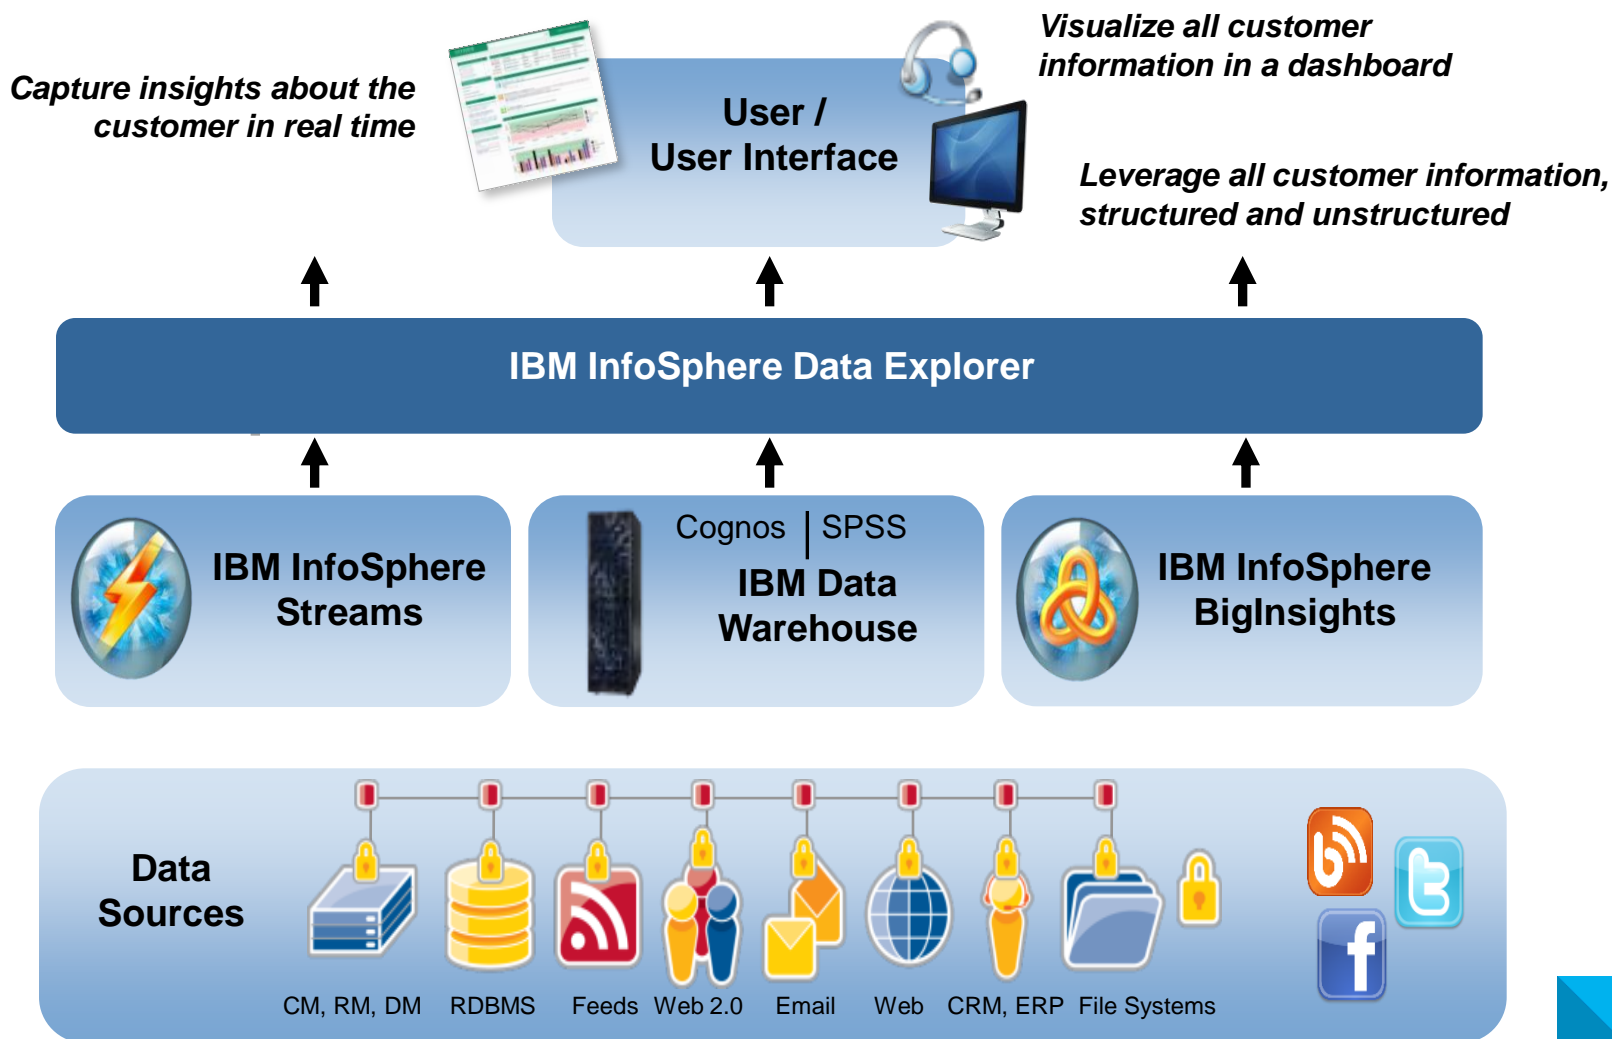 Capture insights about the
customer in real time
User /
User Interface
Visualize all customer
information in a dashboard
Leverage all customer information,
structured and unstructured
IBM InfoSphere Data Explorer
IBM InfoSphere
Streams
Cognos | SPSS
IBM Data
Warehouse
IBM InfoSphere
BigInsights
Data
Sources
CM, RM, DM
RDBMS
Feeds
Web 2.0
Email
Web
CRM, ERP
File Systems